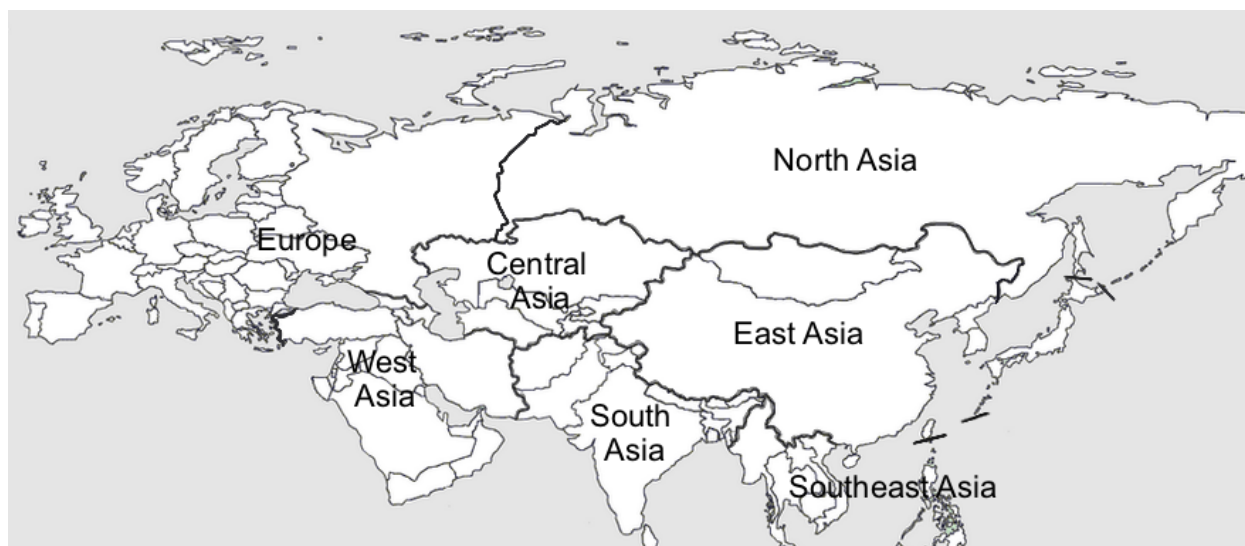 North Asia
Europe
Central
Asia
East Asia
West
Asia
South
Asia
Southeast Asia